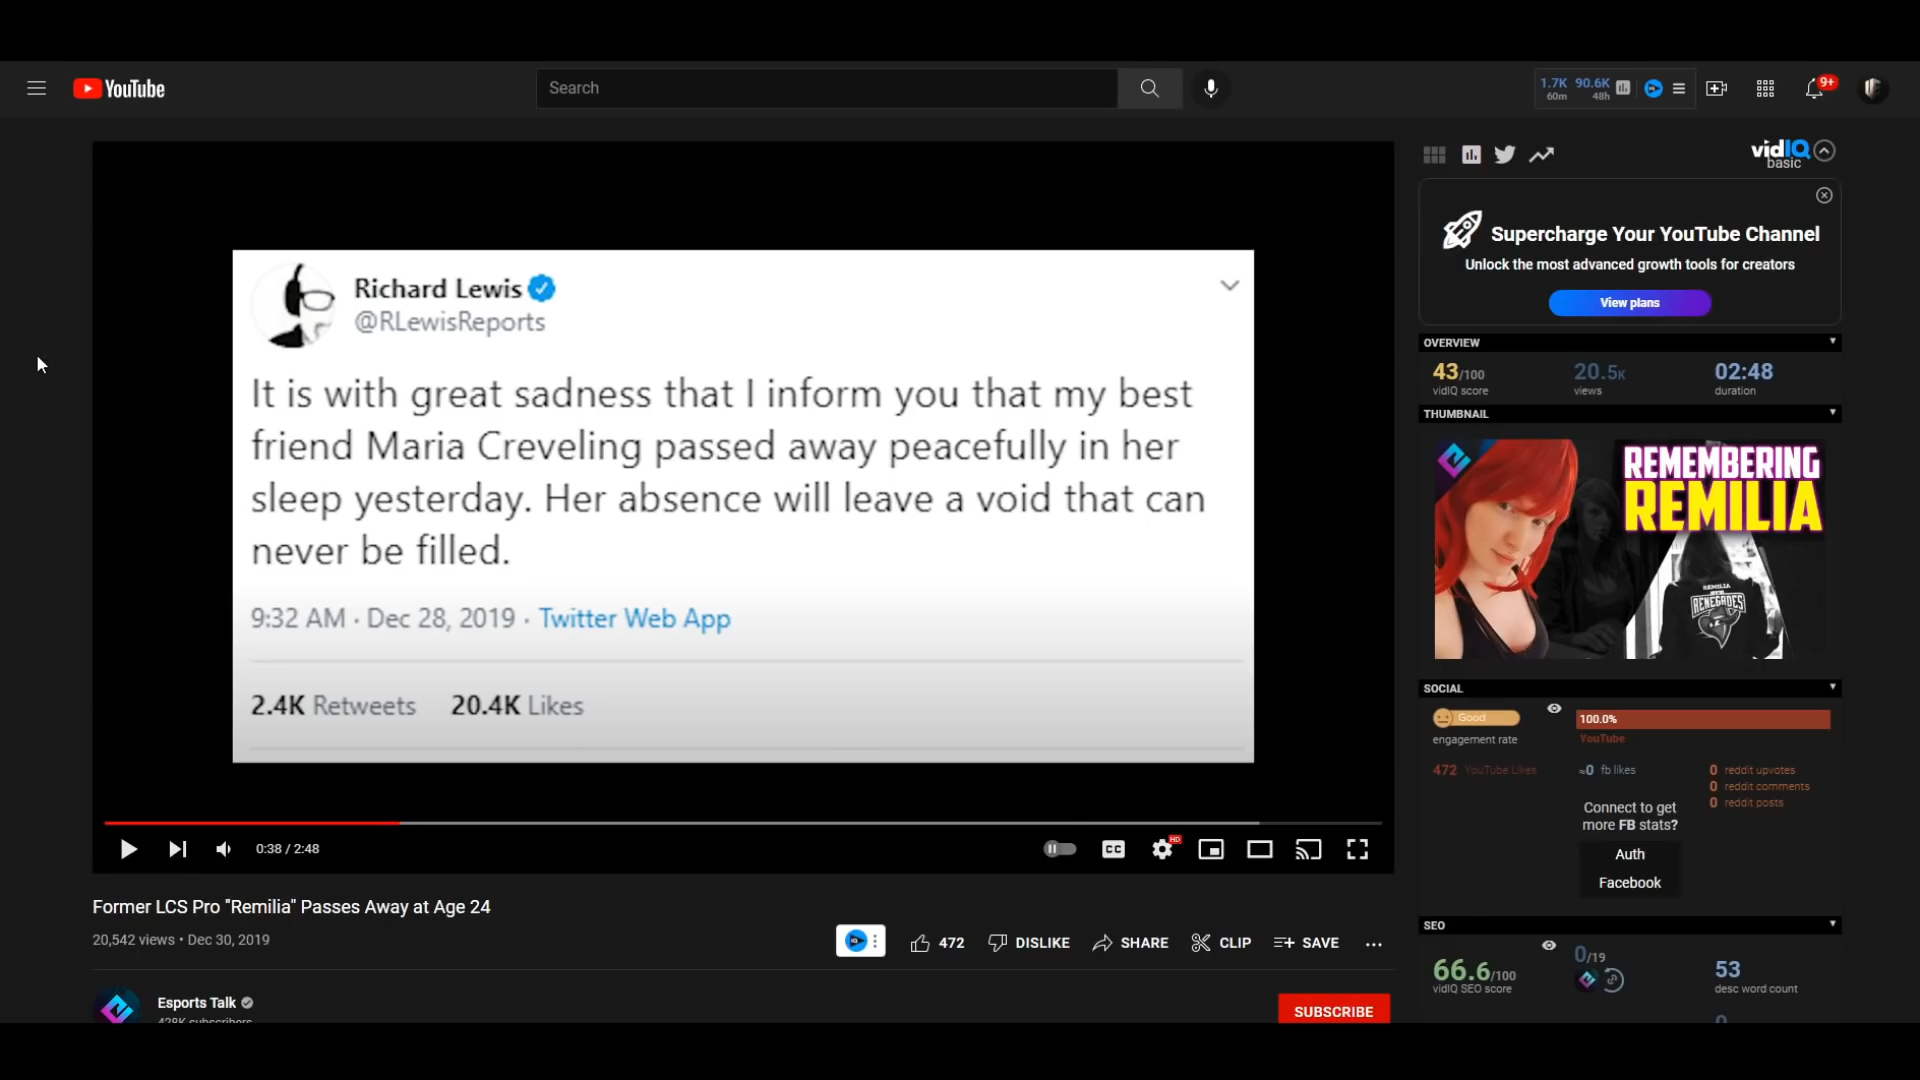 YouTube
Search
1.7K 90.6K
60m 48h
9+
vidIQ
basic
Supercharge Your YouTube Channel
Unlock the most advanced growth tools for creators
View plans
Richard Lewis
@RLewisReports
It is with great sadness that I inform you that my best
friend Maria Creveling passed away peacefully in her
sleep yesterday. Her absence will leave a void that can
never be filled.
9:32 AM · Dec 28, 2019 · Twitter Web App
2.4K Retweets 20.4K Likes
0:38 / 2:48
CC
HD
Former LCS Pro "Remilia" Passes Away at Age 24
20,542 views • Dec 30, 2019
472 DISLIKE SHARE CLIP SAVE
Esports Talk
428K subscribers
SUBSCRIBE
OVERVIEW
43/100 20.5K 02:48
vidIQ score views duration
THUMBNAIL
REMEMBERING
REMILIA
REMILIA
RENEGADES
SOCIAL
Good
100.0%
engagement rate
YouTube
472 YouTube Likes
≈0 fb likes
0 reddit upvotes
0 reddit comments
0 reddit posts
Connect to get
more FB stats?
Auth
Facebook
SEO
66.6/100
vidIQ SEO score
0/19
53
desc word count